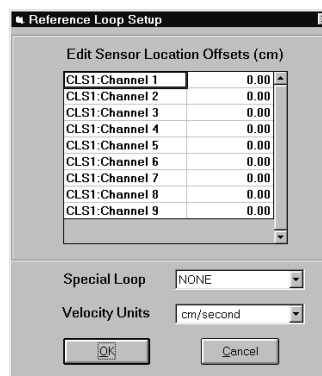 Reference Loop Setup
Edit Sensor Location Offsets (cm)
CLS1:Channel 1 0.00
CLS1:Channel 2 0.00
CLS1:Channel 3 0.00
CLS1:Channel 4 0.00
CLS1:Channel 5 0.00
CLS1:Channel 6 0.00
CLS1:Channel 7 0.00
CLS1:Channel 8 0.00
CLS1:Channel 9 0.00
Special Loop NONE
Velocity Units cm/second
OK Cancel